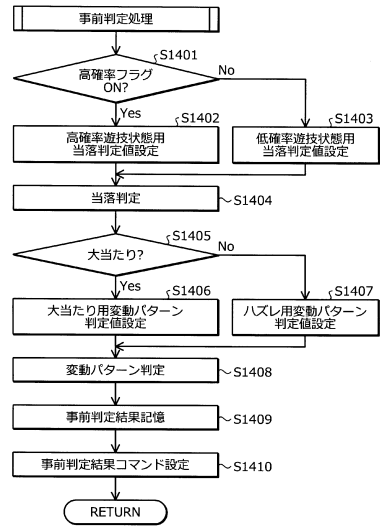 事前判定処理
S1401
高確率フラグ
ON?
No
Yes
S1402
高確率遊技状態用
当落判定値設定
S1403
低確率遊技状態用
当落判定値設定
当落判定
S1404
S1405
大当たり?
No
Yes
S1406
大当たり用変動パターン
判定値設定
S1407
ハズレ用変動パターン
判定値設定
変動パターン判定
S1408
事前判定結果記憶
S1409
事前判定結果コマンド設定
S1410
RETURN